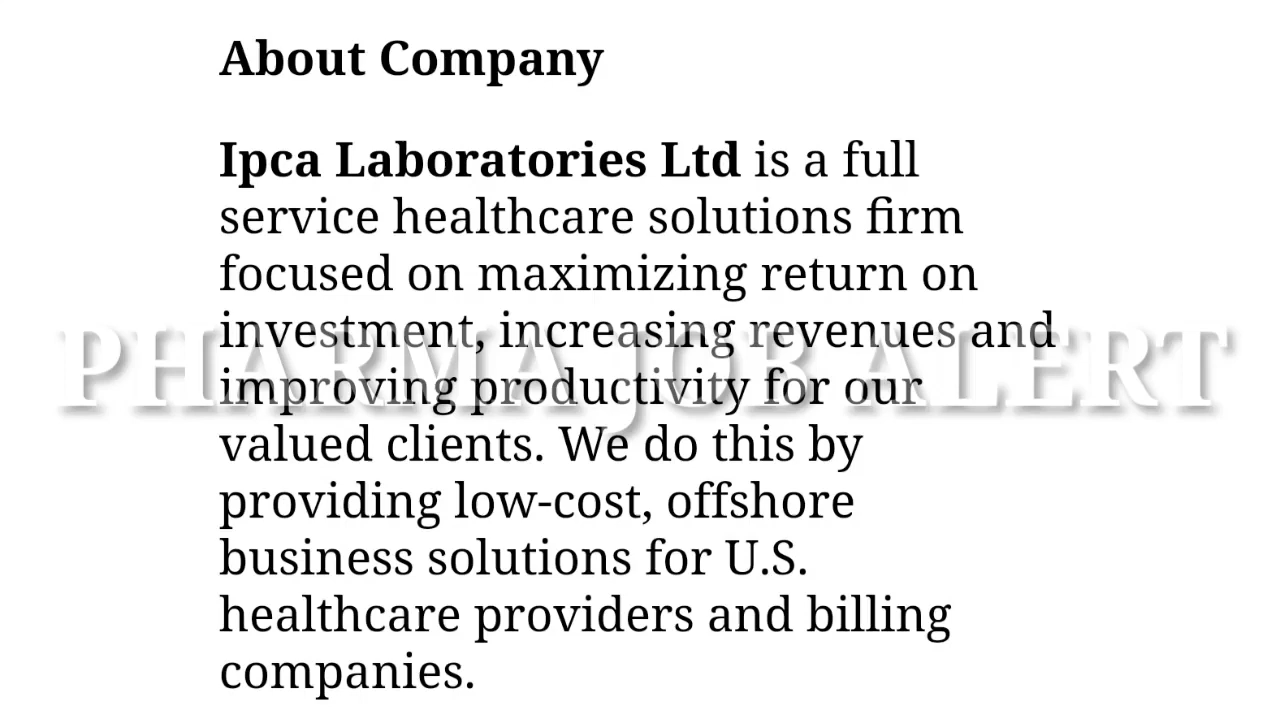 About Company
Ipca Laboratories Ltd is a full
service healthcare solutions firm
focused on maximizing return on
investment, increasing revenues and
improving productivity for our
valued clients. We do this by
providing low-cost, offshore
business solutions for U.S.
healthcare providers and billing
companies.
PHARMA JOB ALERT